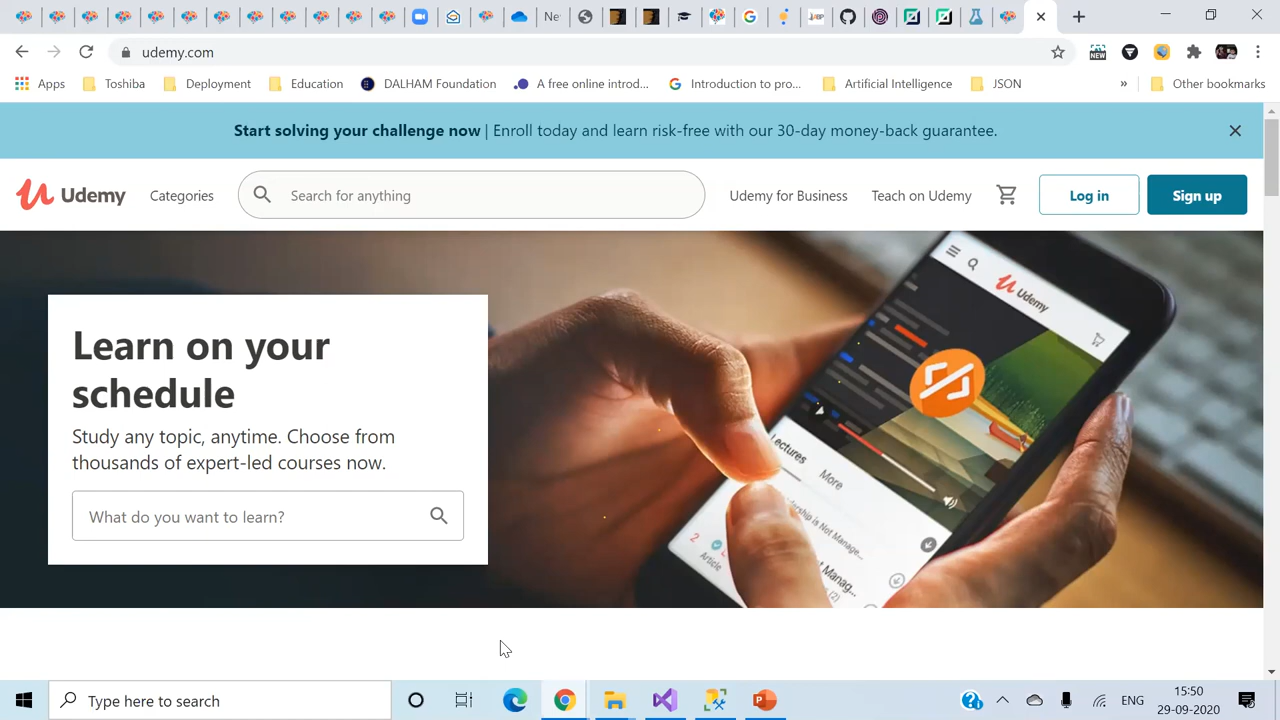 Ne
udemy.com
NEW
Apps
Toshiba
Deployment
Education
DALHAM Foundation
A free online introd...
Introduction to pro...
Artificial Intelligence
JSON
»
Other bookmarks
Start solving your challenge now | Enroll today and learn risk-free with our 30-day money-back guarantee.
Udemy
Categories
Search for anything
Udemy for Business
Teach on Udemy
Log in
Sign up
Learn on your
schedule
Study any topic, anytime. Choose from
thousands of expert-led courses now.
What do you want to learn?
Udemy
Lectures
More
2
Article
Type here to search
ENG
15:50
29-09-2020